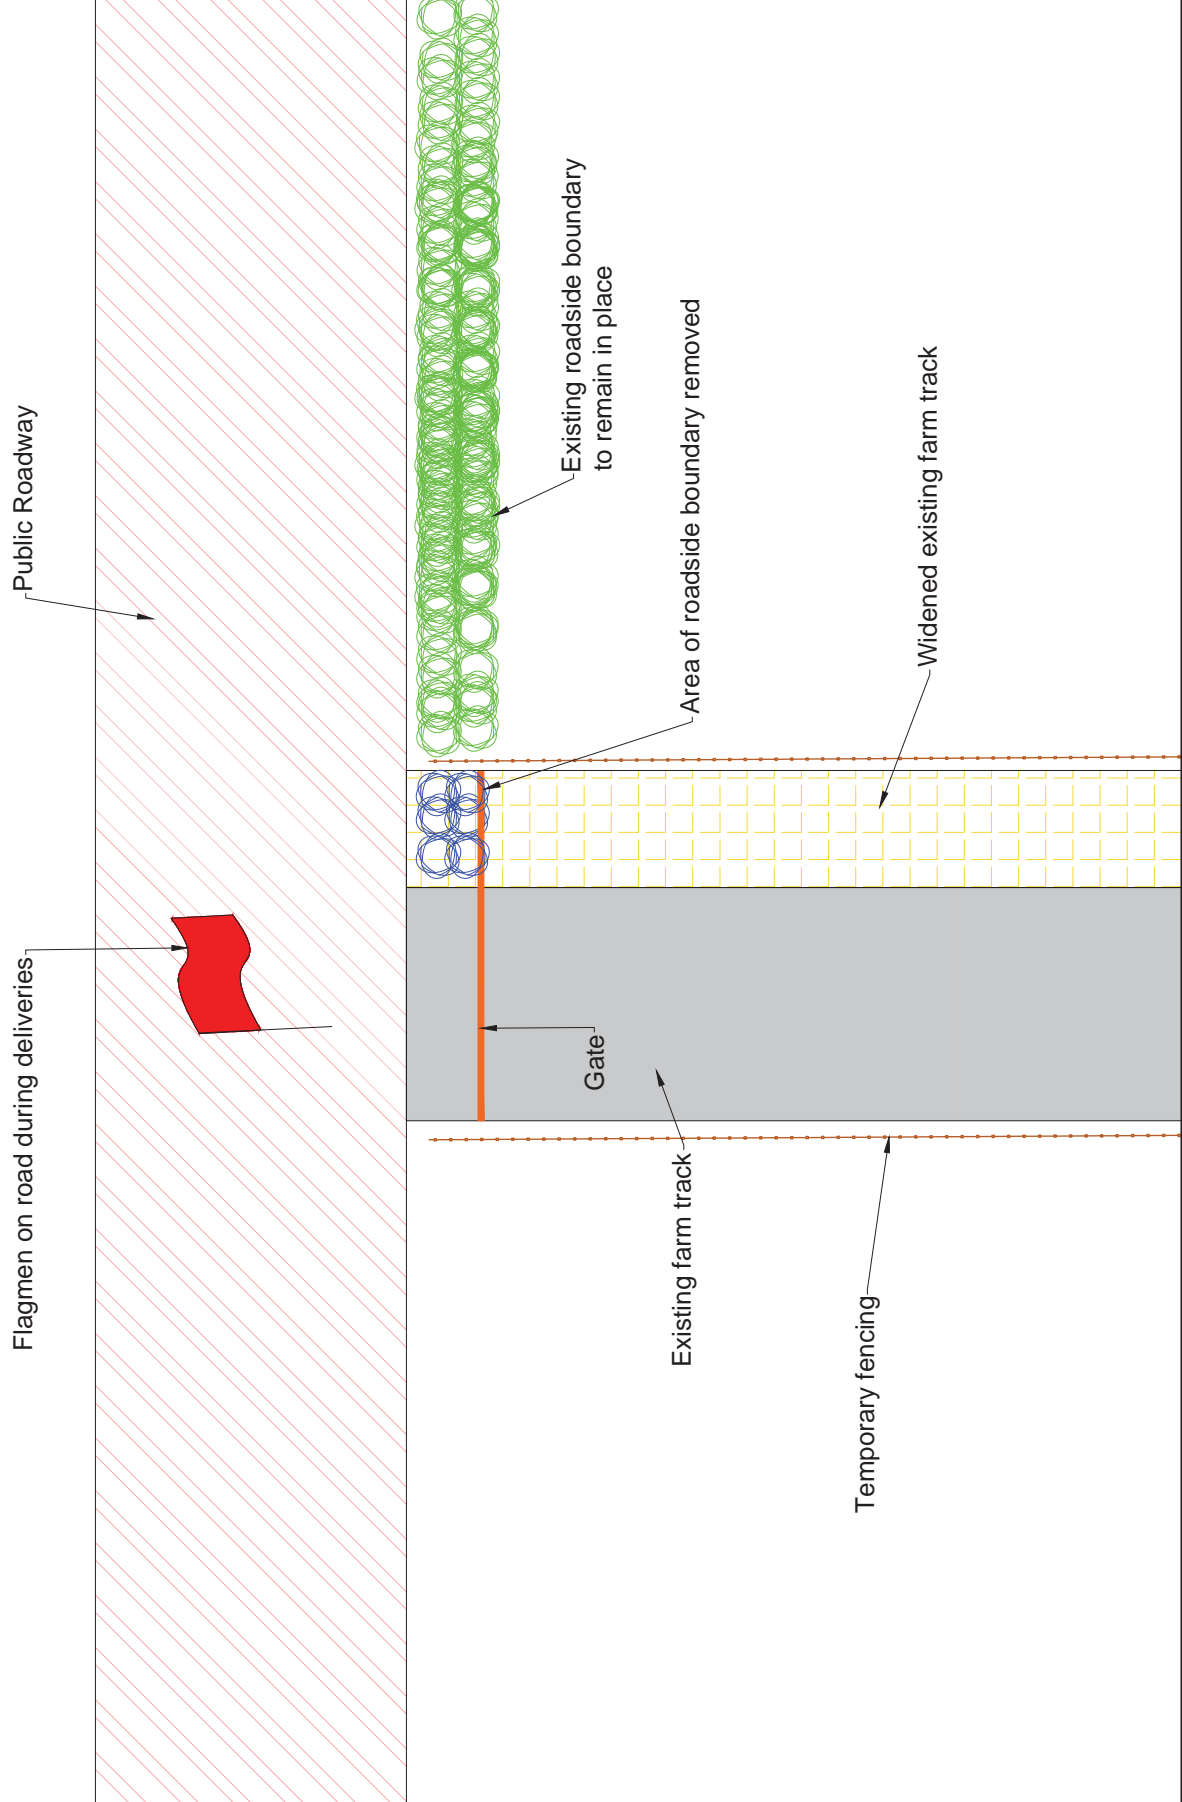 Flagmen on road during deliveries
Public Roadway
Existing roadside boundary
to remain in place
Gate
Area of roadside boundary removed
Existing farm track
Temporary fencing
Widened existing farm track